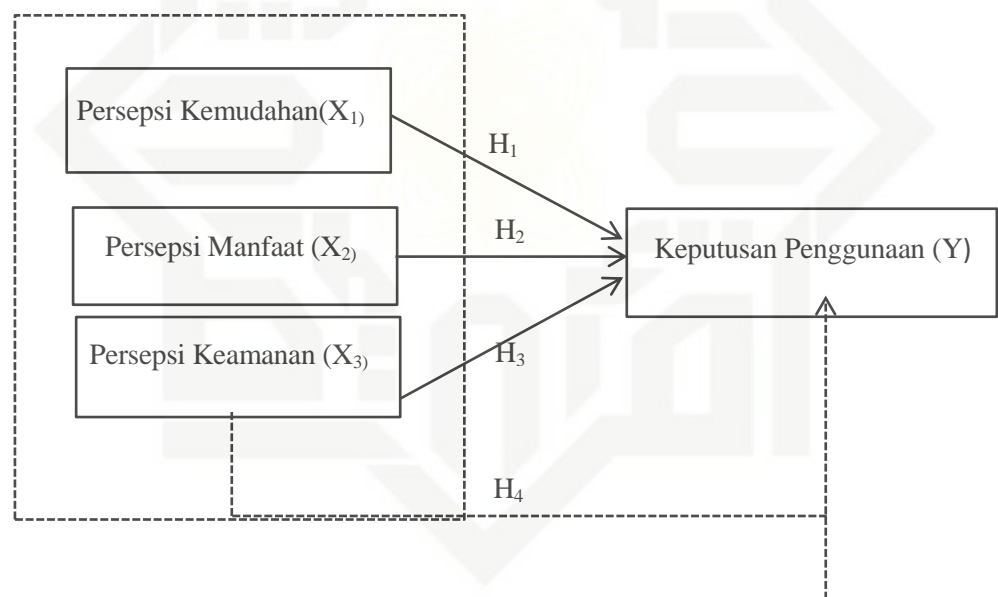 Persepsi Kemudahan(X₁₎
H₁
Persepsi Manfaat (X₂₎
H₂
Keputusan Penggunaan (Y)
Persepsi Keamanan (X₃₎
H₃
H₄